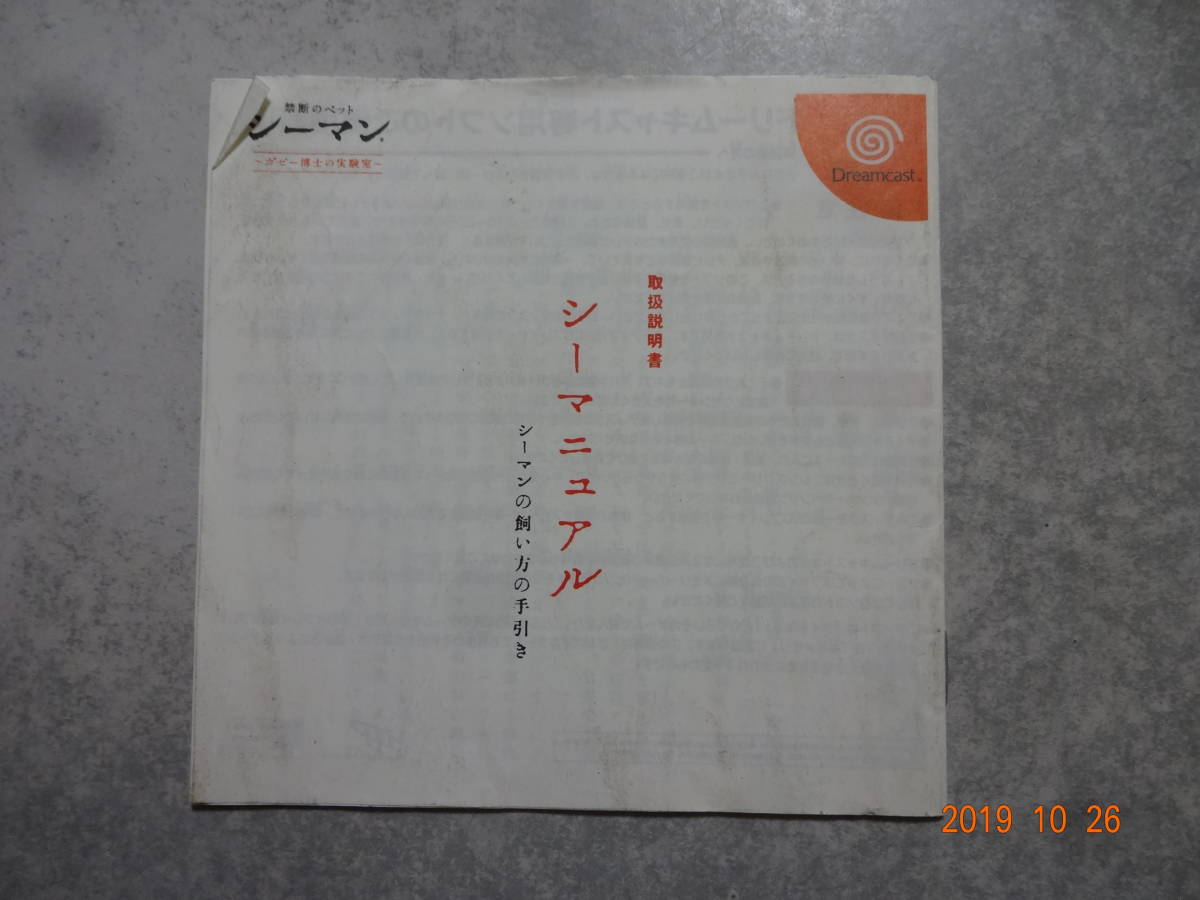 禁断のペット
シーマン
~ガゼー博士の実験室~
Dreamcast
取扱説明書
シーマニュアル
シーマンの飼い方の手引き
2019 10 26